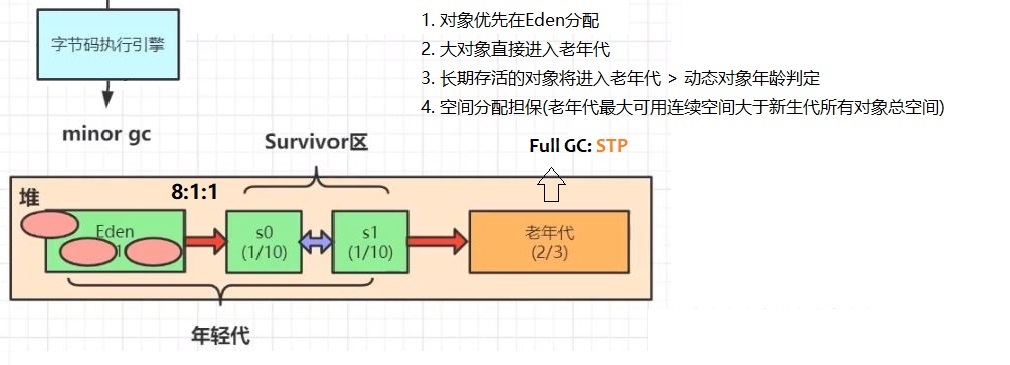 字节码执行引擎
minor gc
1. 对象优先在Eden分配
2. 大对象直接进入老年代
3. 长期存活的对象将进入老年代 > 动态对象年龄判定
4. 空间分配担保(老年代最大可用连续空间大于新生代所有对象总空间)
Survivor区
Full GC: STP
堆
8:1:1
Eden
s0
(1/10)
s1
(1/10)
老年代
(2/3)
年轻代